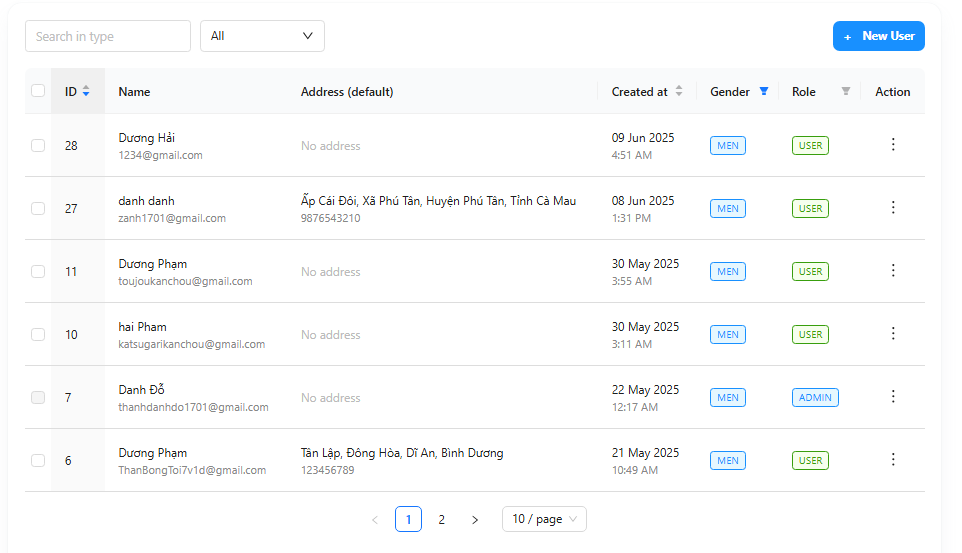 Search in type
All
+ New User
ID Name Address (default) Created at Gender Role Action
28 Dương Hải No address 09 Jun 2025 MEN USER
1234@gmail.com 4:51 AM
27 danh danh Ấp Cái Đôi, Xã Phú Tân, Huyện Phú Tân, Tỉnh Cà Mau 08 Jun 2025 MEN USER
zanh1701@gmail.com 9876543210 1:31 PM
11 Dương Phạm No address 30 May 2025 MEN USER
toujoukanchou@gmail.com 3:55 AM
10 hai Pham No address 30 May 2025 MEN USER
katsugarikanchou@gmail.com 3:11 AM
7 Danh Đỗ No address 22 May 2025 MEN ADMIN
thanhdanhdo1701@gmail.com 12:17 AM
6 Dương Phạm Tân Lập, Đông Hòa, Dĩ An, Bình Dương 21 May 2025 MEN USER
ThanBongToi7v1d@gmail.com 123456789 10:49 AM
< 1 2 > 10 / page